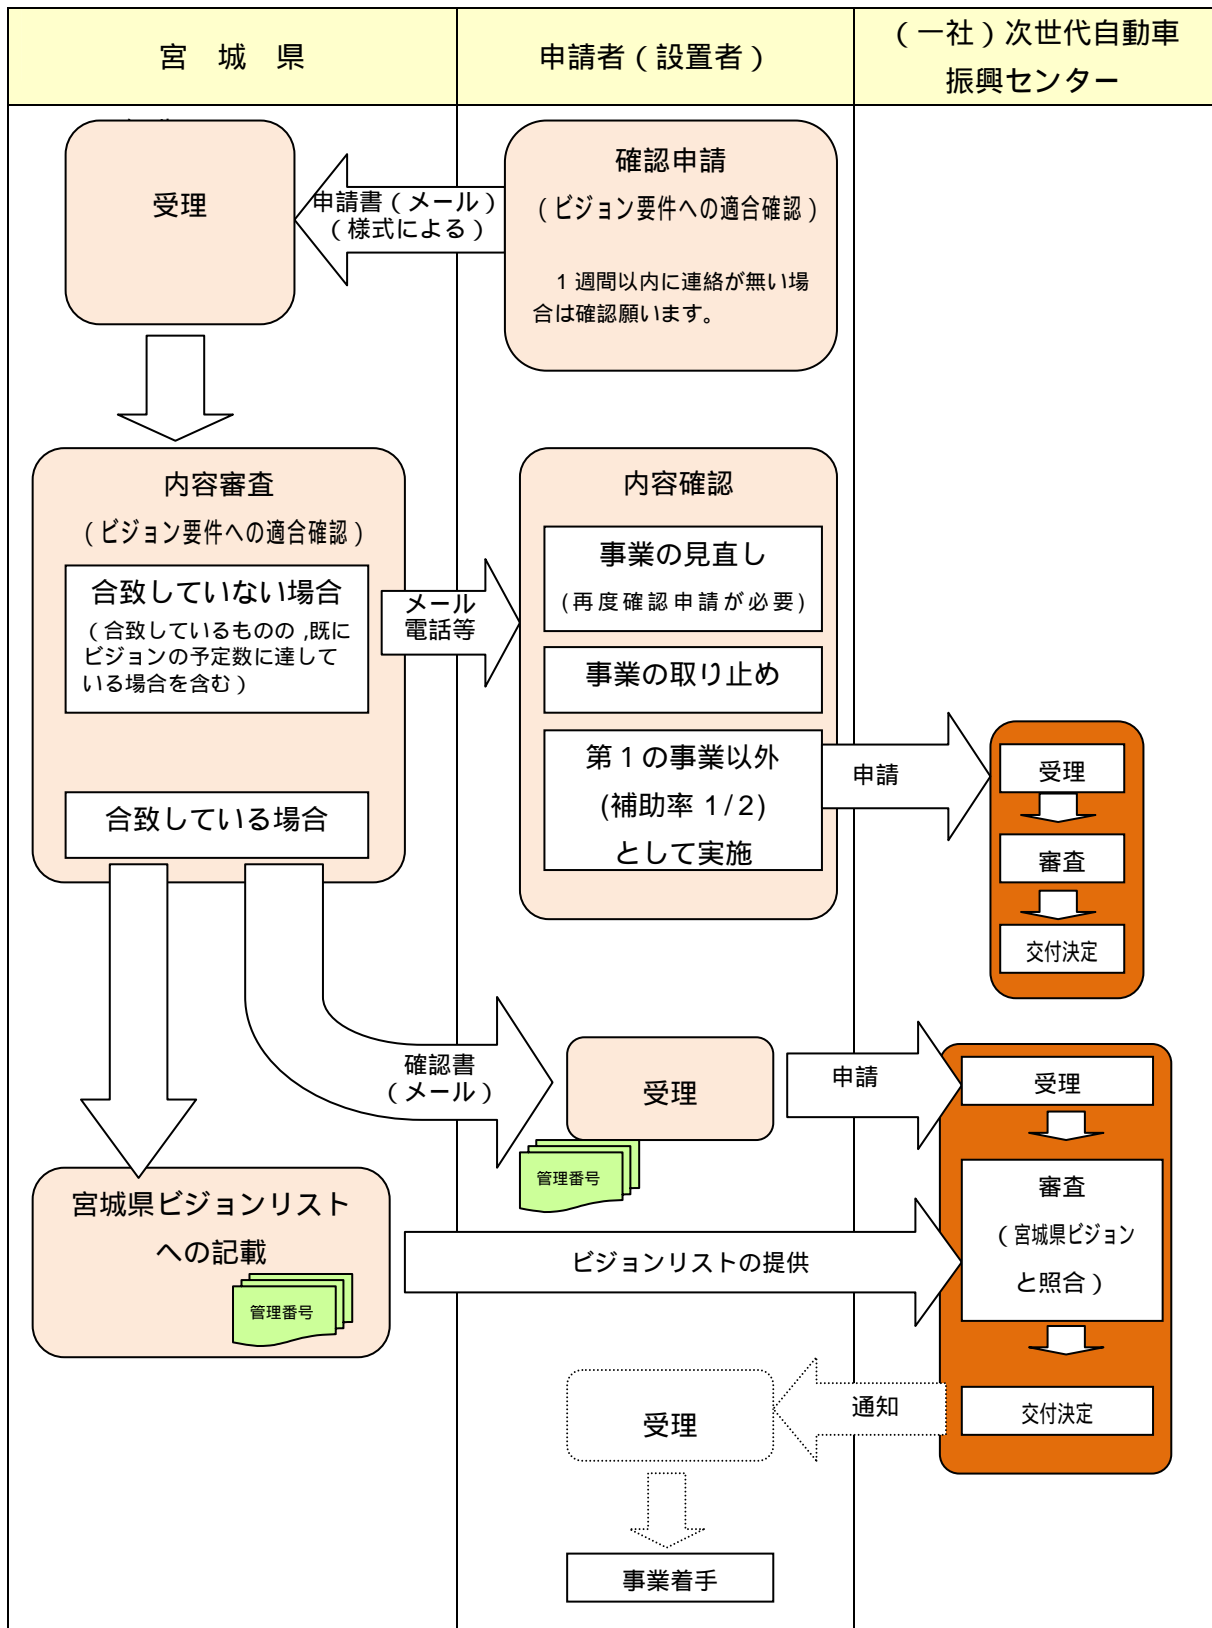 宮　城　県
申請者（設置者）
（一社）次世代自動車
振興センター
受理
申請書（メール）
（様式による）
確認申請
（ビジョン要件への適合確認）
１週間以内に連絡が無い場
合は確認願います。
内容審査
（ビジョン要件への適合確認）
合致していない場合
（合致しているものの，既に
ビジョンの予定数に達して
いる場合を含む）
合致している場合
メール
電話等
内容確認
事業の見直し
(再度確認申請が必要)
事業の取り止め
第１の事業以外
(補助率 1/2)
として実施
申請
受理
審査
交付決定
確認書
（メール）
受理
管理番号
申請
受理
審査
（宮城県ビジョン
と照合）
交付決定
宮城県ビジョンリスト
への記載
管理番号
ビジョンリストの提供
通知
受理
事業着手